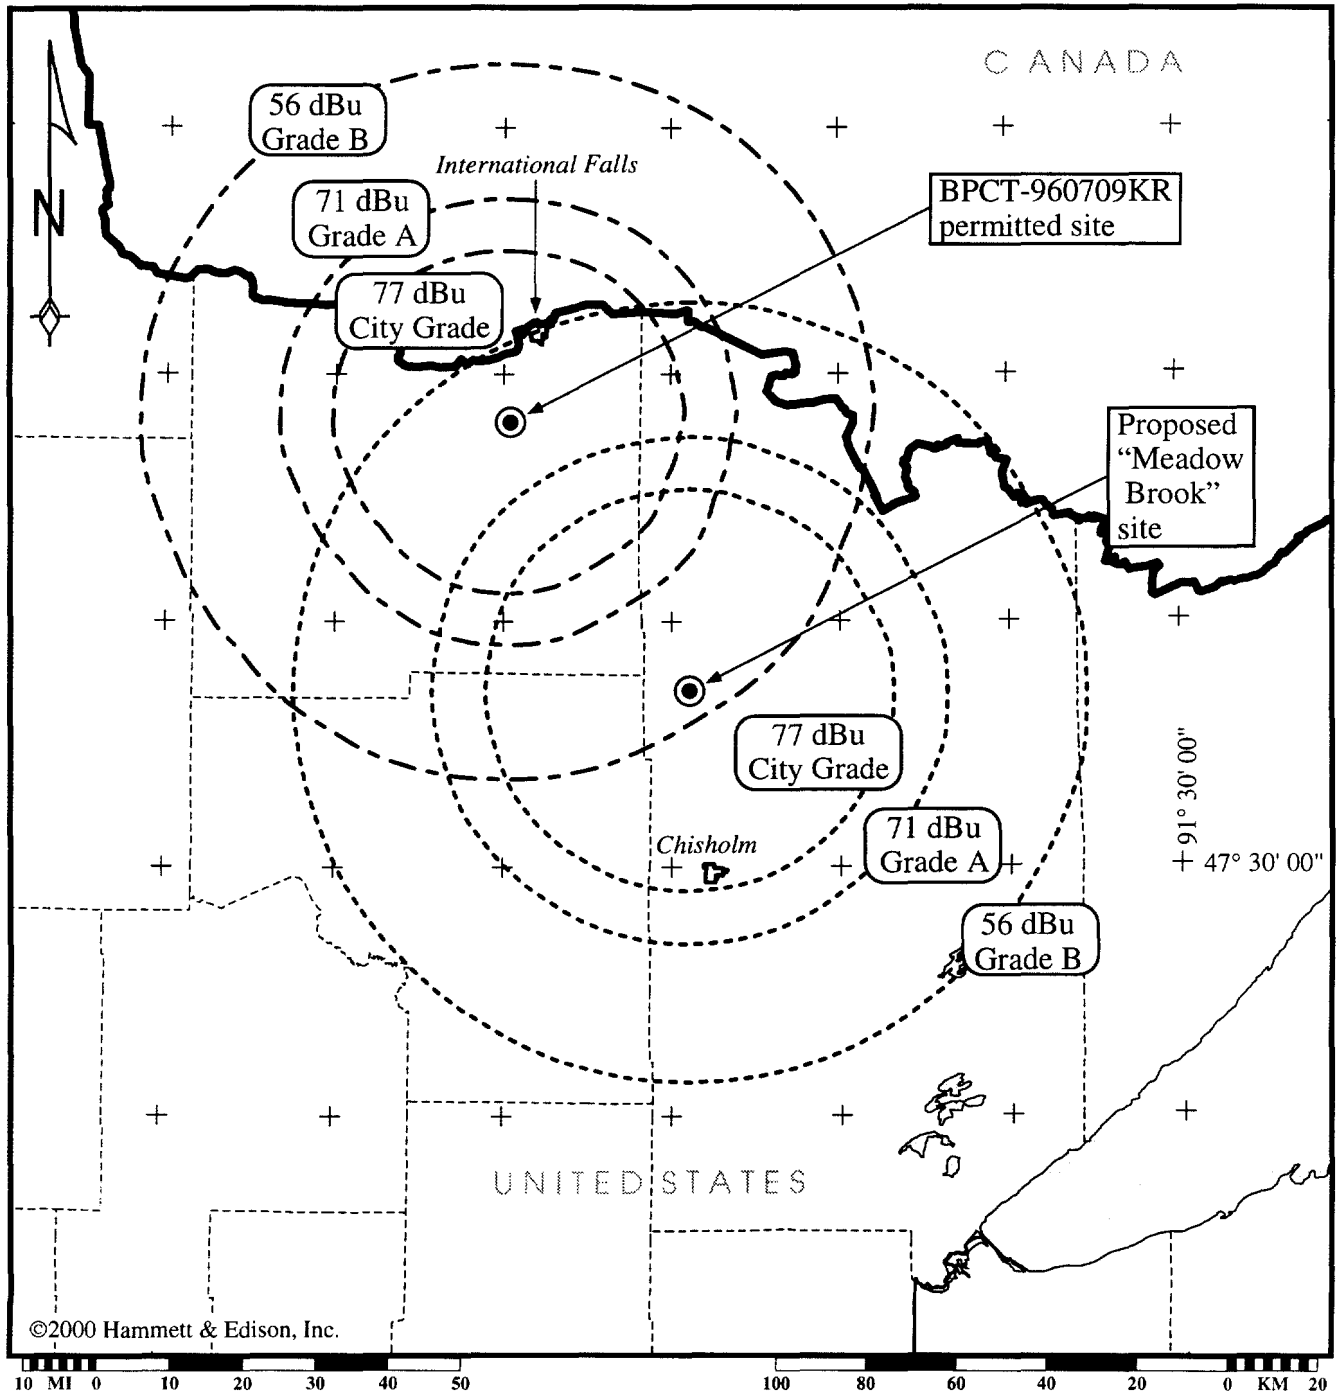 CANADA
56 dBu
Grade B
International Falls
71 dBu
Grade A
BPCT-960709KR
permitted site
N
77 dBu
City Grade
Proposed
“Meadow
Brook”
site
77 dBu
City Grade
91° 30' 00"
71 dBu
Grade A
Chisholm
47° 30' 00"
56 dBu
Grade B
UNITED STATES
©2000 Hammett & Edison, Inc.
10 MI 0 10 20 30 40 50 100 80 60 40 20 0 KM 20